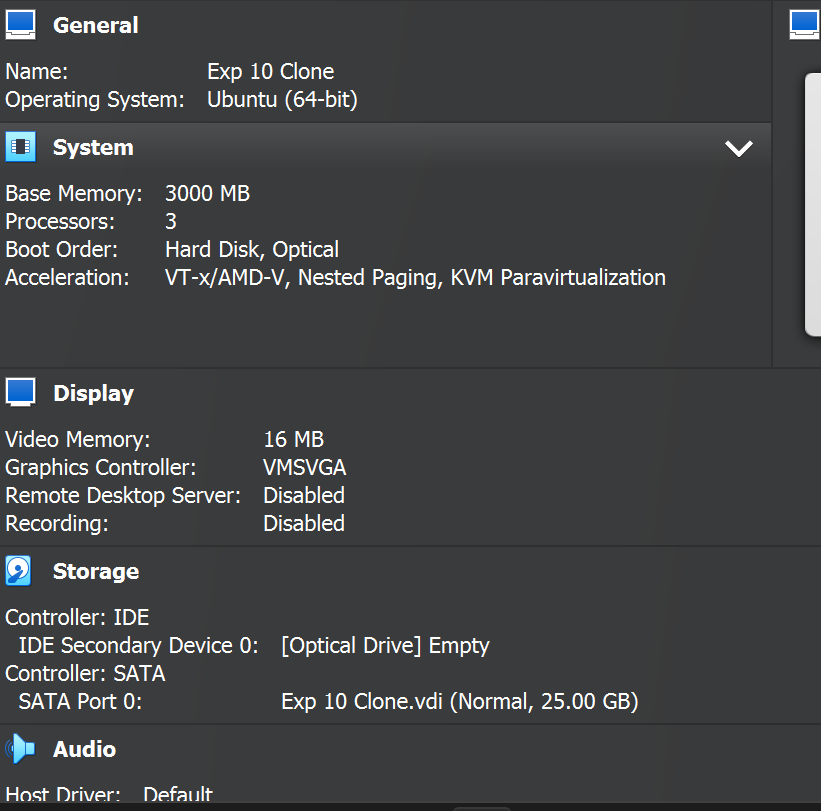 General
Name: Exp 10 Clone
Operating System: Ubuntu (64-bit)
System
Base Memory: 3000 MB
Processors: 3
Boot Order: Hard Disk, Optical
Acceleration: VT-x/AMD-V, Nested Paging, KVM Paravirtualization
Display
Video Memory: 16 MB
Graphics Controller: VMSVGA
Remote Desktop Server: Disabled
Recording: Disabled
Storage
Controller: IDE
IDE Secondary Device 0: [Optical Drive] Empty
Controller: SATA
SATA Port 0: Exp 10 Clone.vdi (Normal, 25.00 GB)
Audio
Host Driver: Default